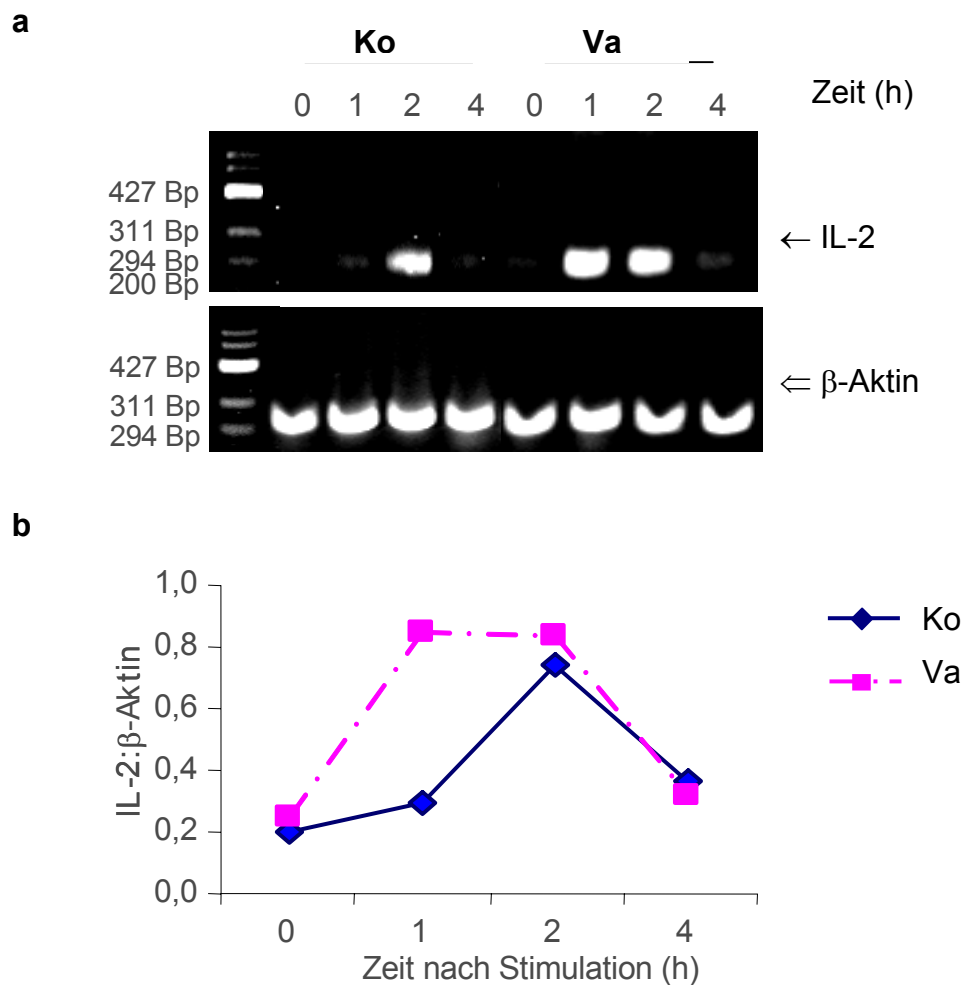 a
Ko Va
0 1 2 4 0 1 2 4 Zeit (h)
427 Bp
311 Bp
← IL-2
294 Bp
200 Bp
427 Bp
⇐ β-Aktin
311 Bp
294 Bp
b
1,0
0,8
0,6
0,4
0,2
0,0
IL-2:β-Aktin
Ko
Va
0 1 2 4
Zeit nach Stimulation (h)